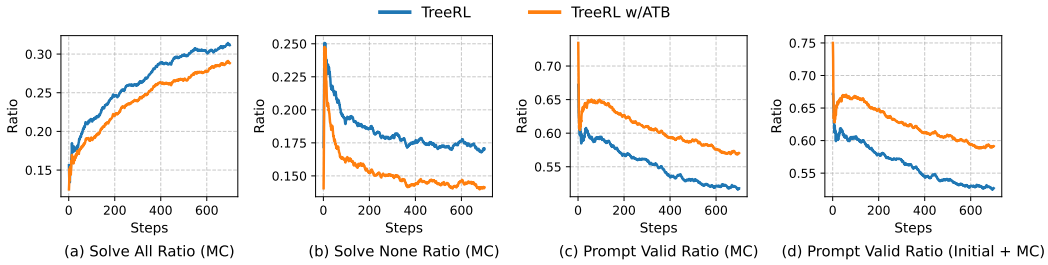 TreeRL
TreeRL w/ATB
Ratio
0.30
0.25
0.20
0.15
0
200
400
600
Steps
(a) Solve All Ratio (MC)
Ratio
0.250
0.225
0.200
0.175
0.150
0
200
400
600
Steps
(b) Solve None Ratio (MC)
Ratio
0.70
0.65
0.60
0.55
0
200
400
600
Steps
(c) Prompt Valid Ratio (MC)
Ratio
0.75
0.70
0.65
0.60
0.55
0
200
400
600
Steps
(d) Prompt Valid Ratio (Initial + MC)